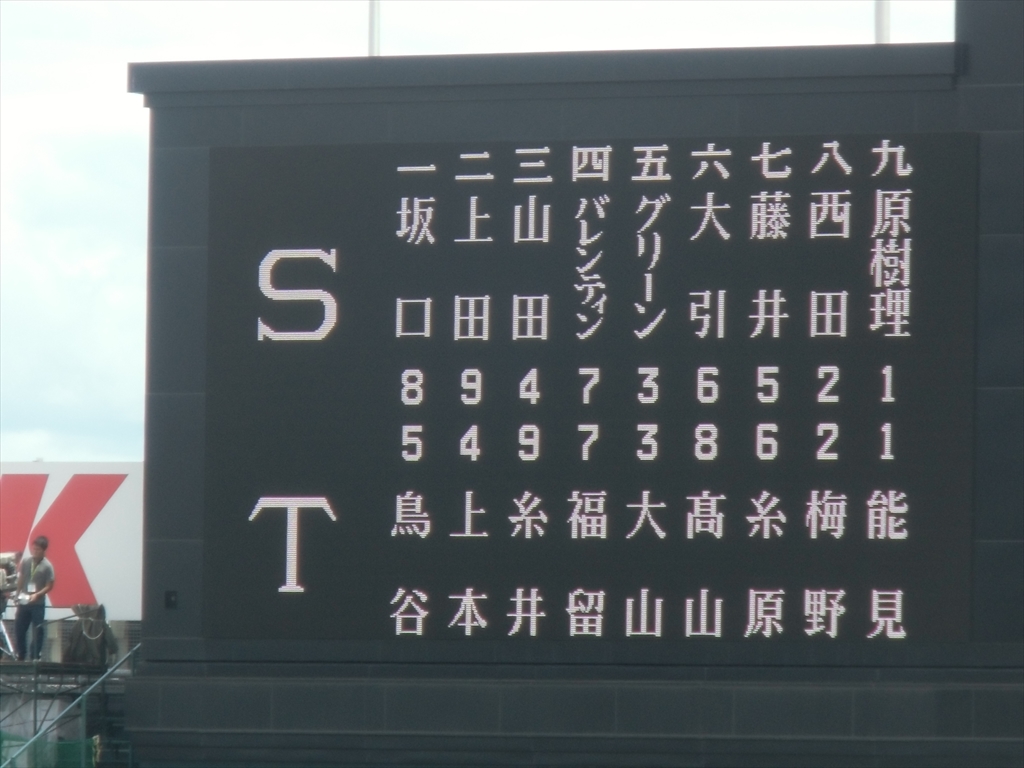 一 二 三 四 五 六 七 八 九
S 坂口 上田 山田 バレンティン グリーン 大引 藤井 西田 原樹理
8 9 4 7 3 6 5 2 1
5 4 9 7 3 8 6 2 1
T 鳥谷 上本 糸井 福留 大山 髙山 糸原 梅野 能見
K